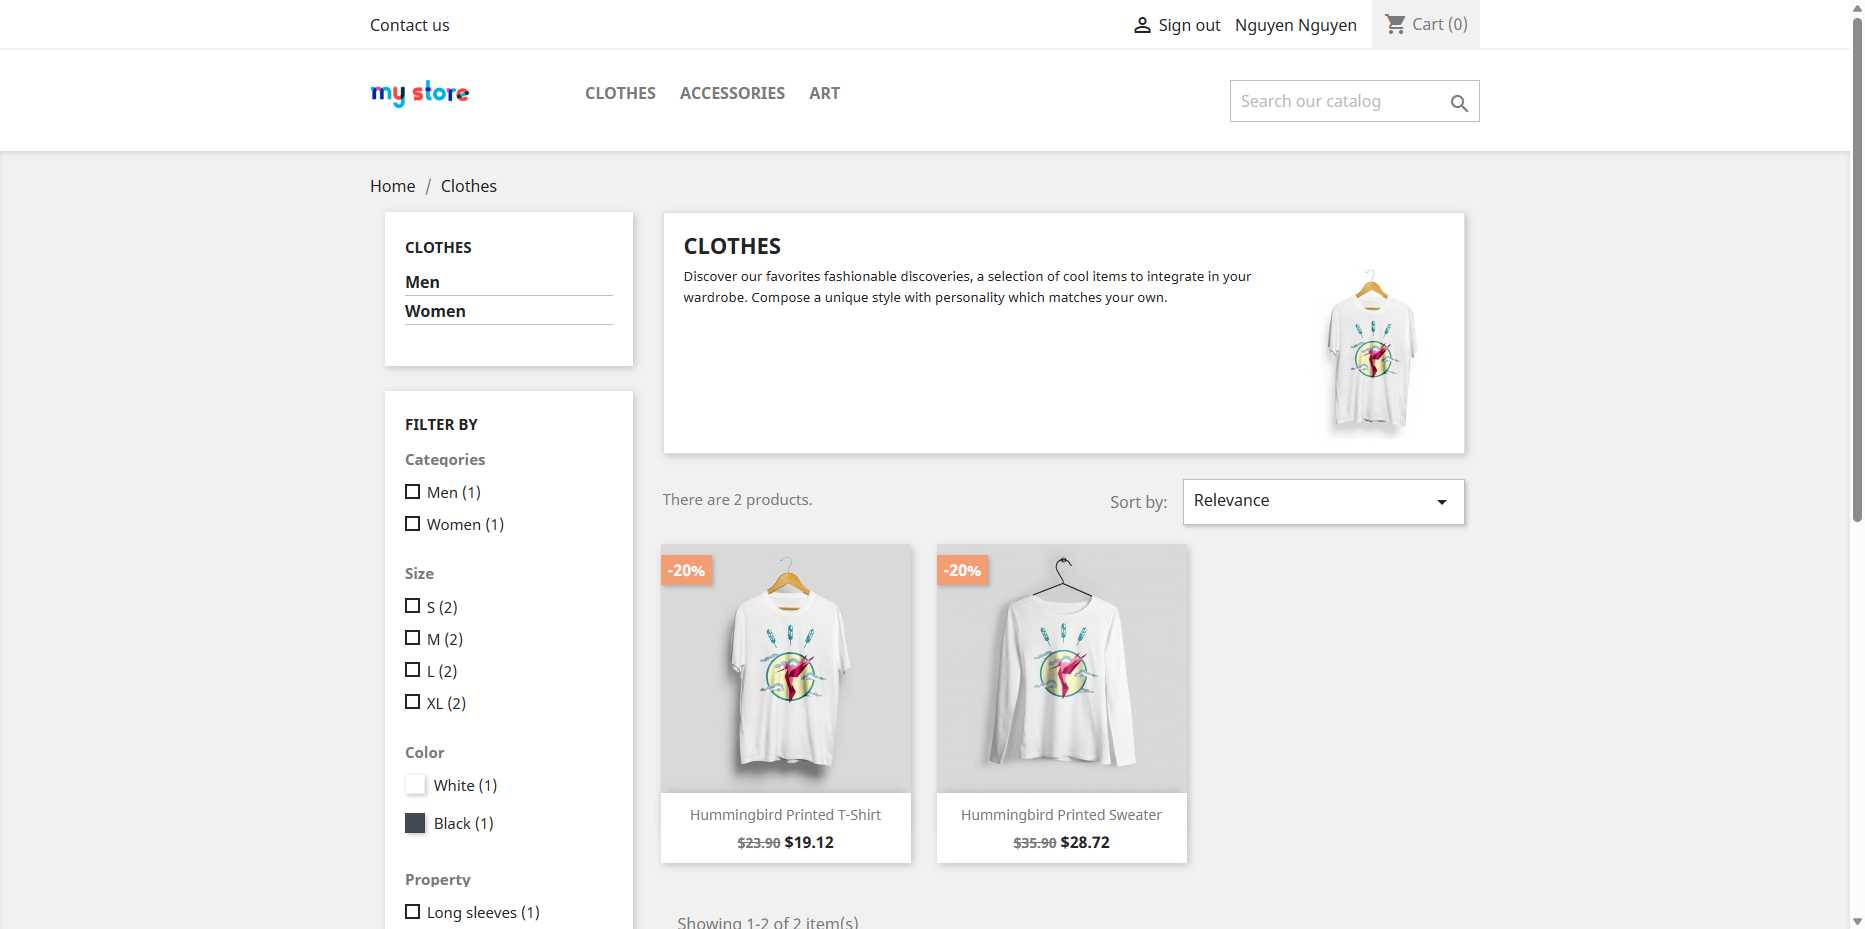 Contact us
Sign out
Nguyen Nguyen
Cart (0)
my store
CLOTHES
ACCESSORIES
ART
Search our catalog
Home / Clothes
CLOTHES
Men
Women
FILTER BY
Categories
Men (1)
Women (1)
Size
S (2)
M (2)
L (2)
XL (2)
Color
White (1)
Black (1)
Property
Long sleeves (1)
CLOTHES
Discover our favorites fashionable discoveries, a selection of cool items to integrate in your
wardrobe. Compose a unique style with personality which matches your own.
There are 2 products.
Sort by:
Relevance
-20%
Hummingbird Printed T-Shirt
$23.90 $19.12
-20%
Hummingbird Printed Sweater
$35.90 $28.72
Showing 1-2 of 2 item(s)